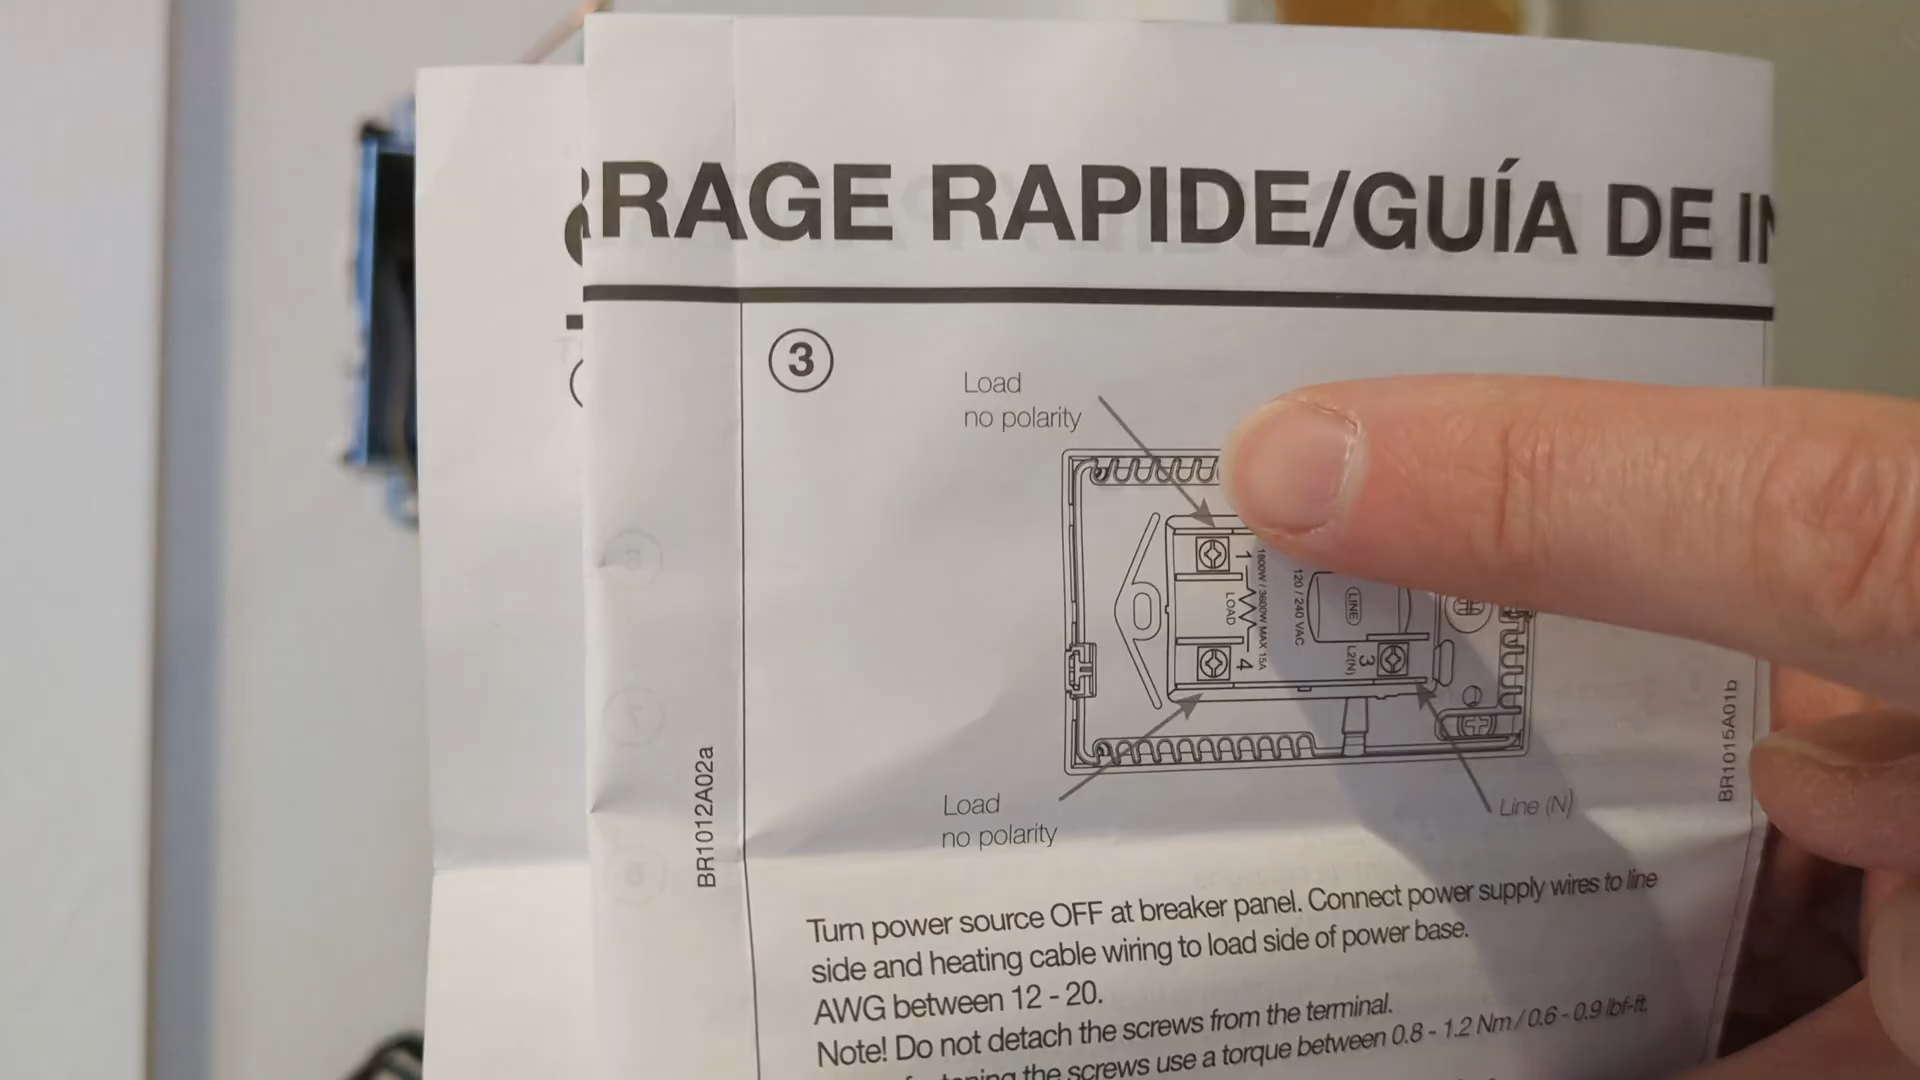 RRAGE RAPIDE/GUÍA DE IN
3
Load
no polarity
1
1800W / 3600W MAX 15A
120 / 240 VAC
LOAD
LINE
4
3
L2(N)
Load
no polarity
Line (N)
BR1012A02a
BR1015A01b
Turn power source OFF at breaker panel. Connect power supply wires to line
side and heating cable wiring to load side of power base.
AWG between 12 - 20.
Note! Do not detach the screws from the terminal.
the screws use a torque between 0.8 - 1.2 Nm / 0.6 - 0.9 lbf-ft.